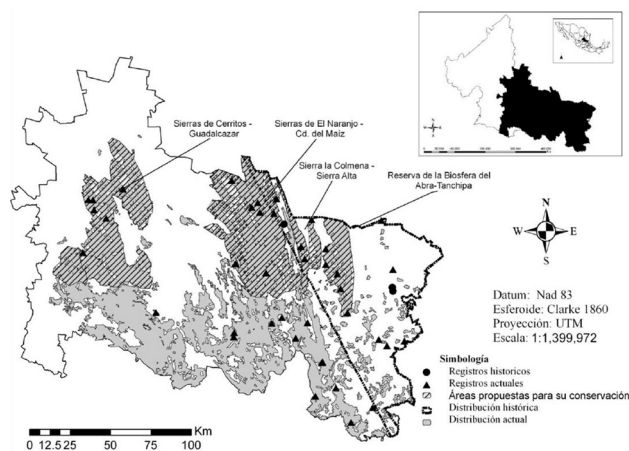 Sierras de Cerritos -
Guadalcazar
Sierras de El Naranjo -
Cd. del Maíz
Sierra la Colmena -
Sierra Alta
Reserva de la Biosfera del
Abra-Tanchipa
N
W
E
S
Datum: Nad 83
Esferoide: Clarke 1860
Proyección: UTM
Escala: 1:1,399,972
Simbología
Registros historicos
Registros actuales
Áreas propuestas para su conservación
Distribución histórica
Distribución actual
Km
0 12.5 25 50 75 100